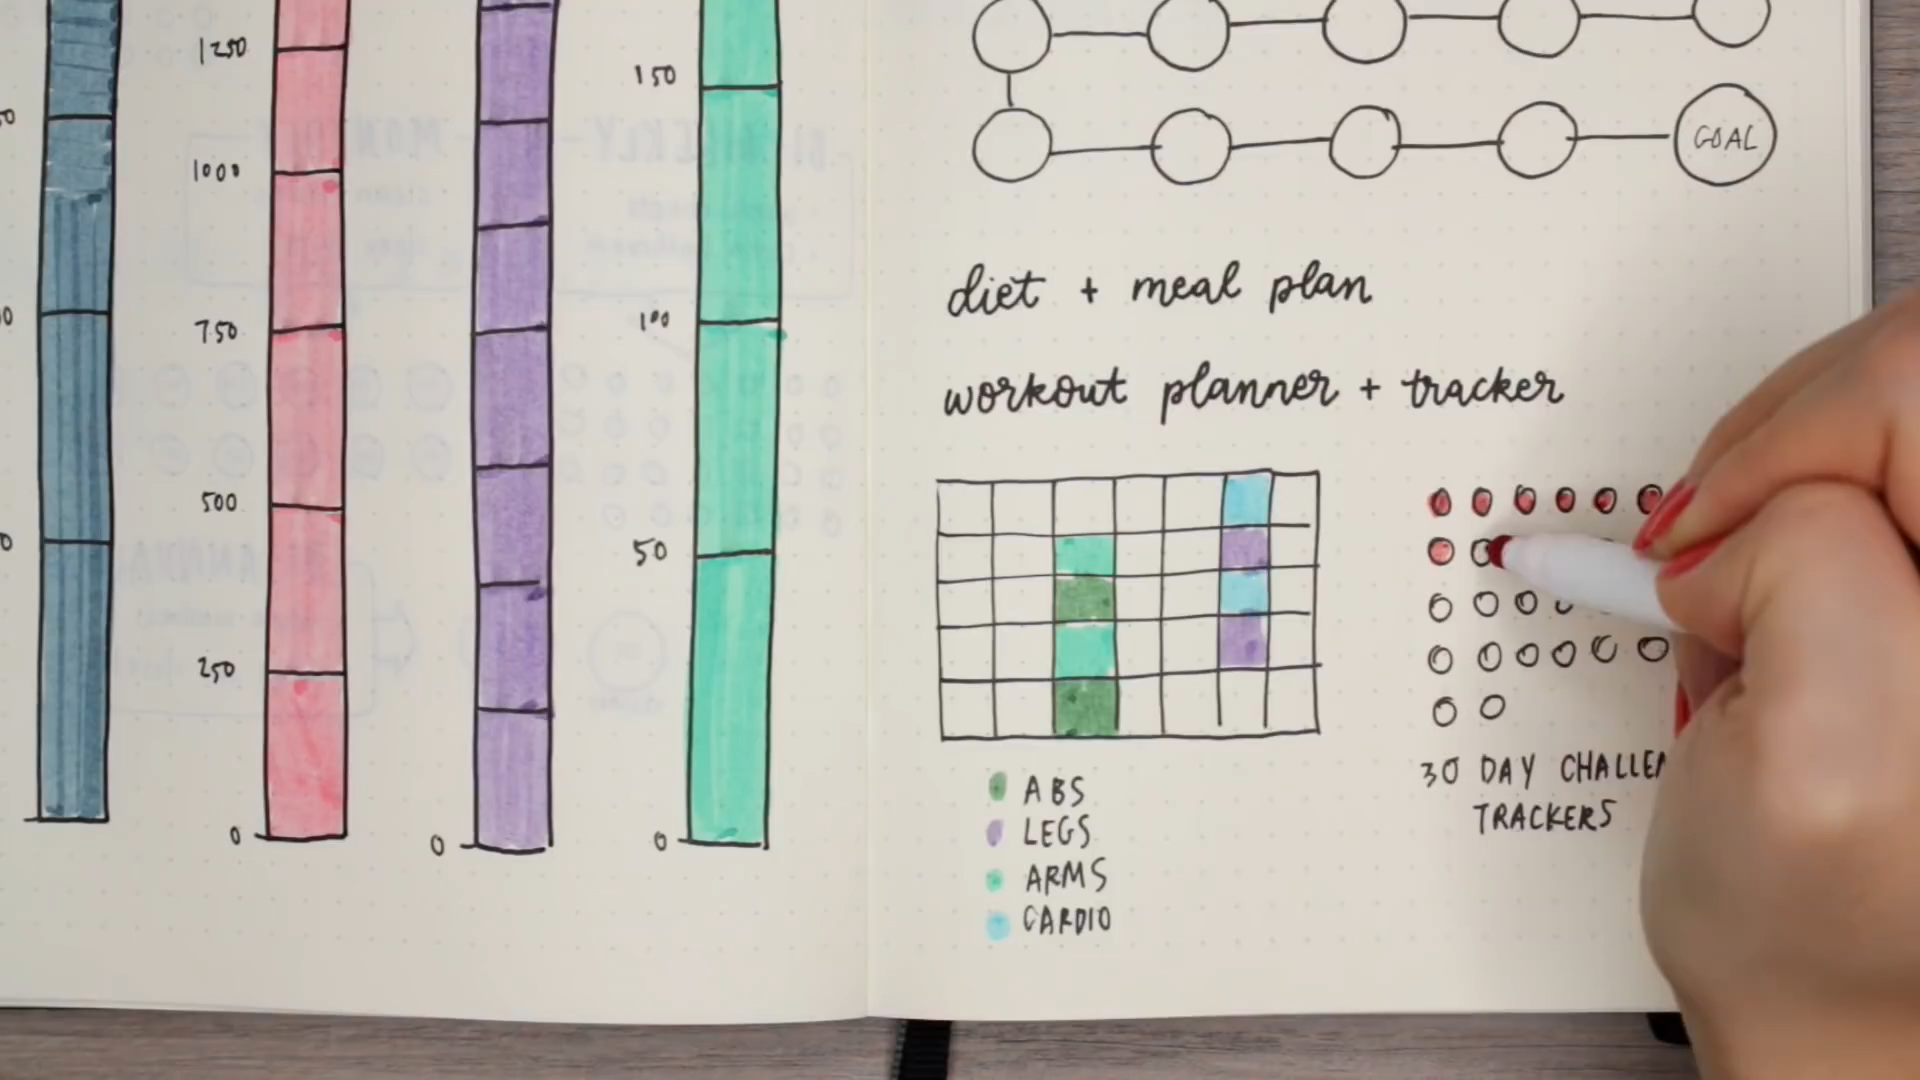 1250
1000
750
500
250
0
0
150
100
50
0
GOAL
diet + meal plan
workout planner + tracker
ABS
LEGS
ARMS
CARDIO
30 DAY
TRACKERS